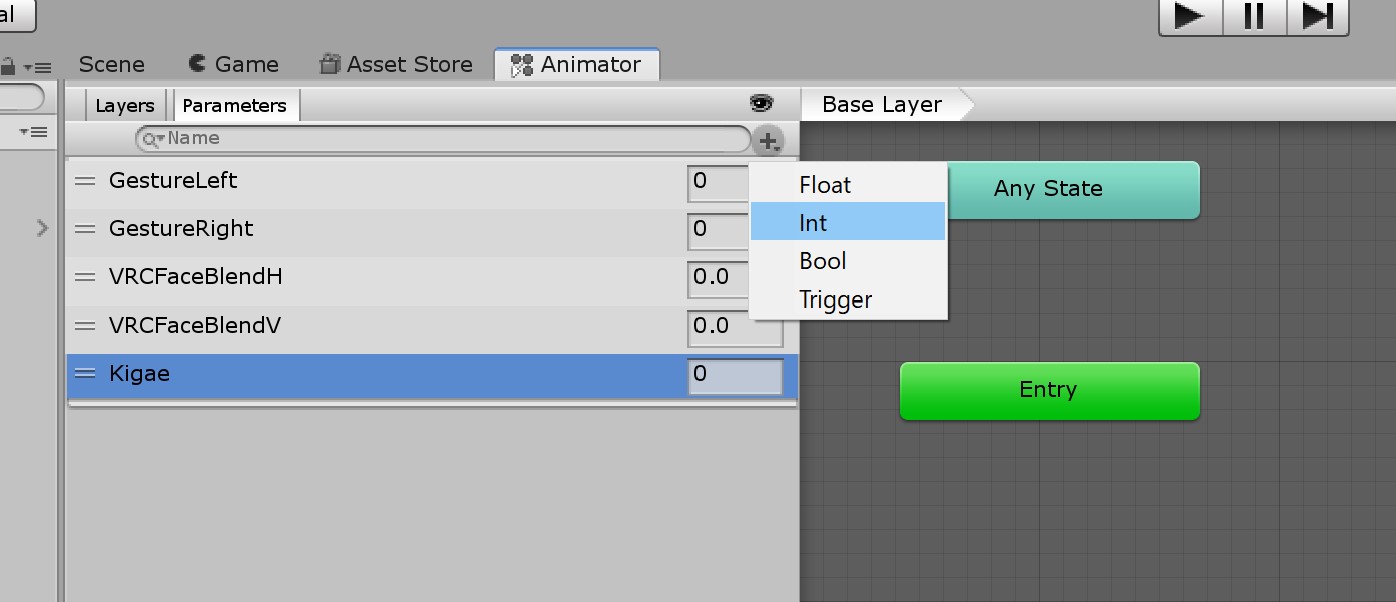 al
Scene Game Asset Store Animator
Layers Parameters Base Layer
Name
GestureLeft 0
GestureRight 0
VRCFaceBlendH 0.0
VRCFaceBlendV 0.0
Kigae 0
Float
Int
Bool
Trigger
Any State
Entry